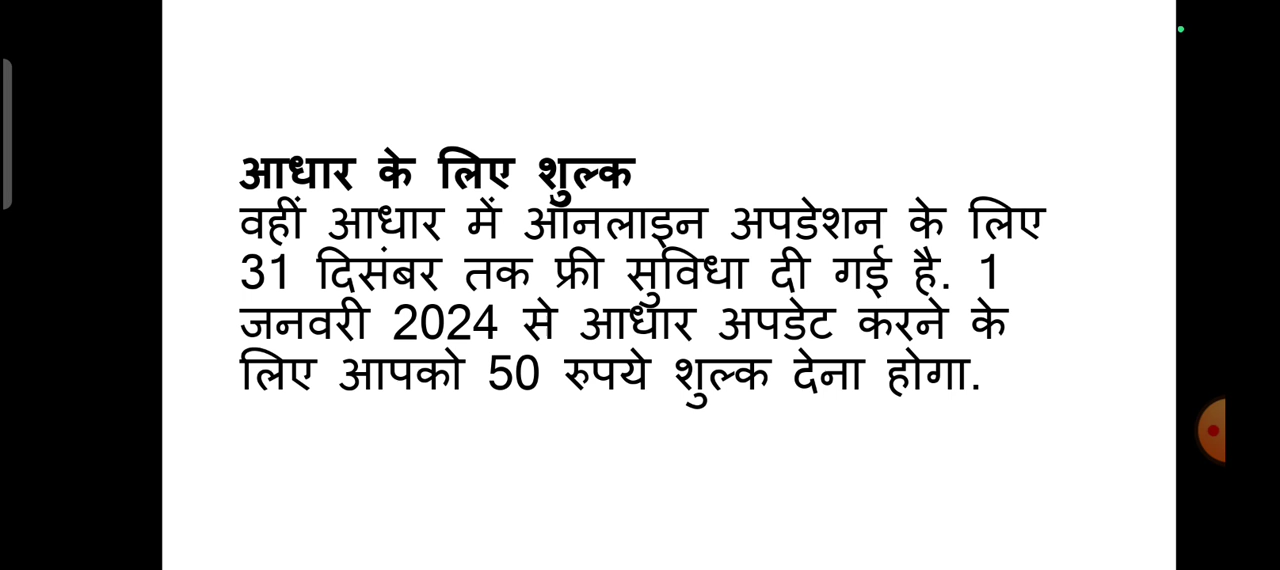 आधार के लिए शुल्क
वहीं आधार में ऑनलाइन अपडेशन के लिए
31 दिसंबर तक फ्री सुविधा दी गई है. 1
जनवरी 2024 से आधार अपडेट करने के
लिए आपको 50 रुपये शुल्क देना होगा.